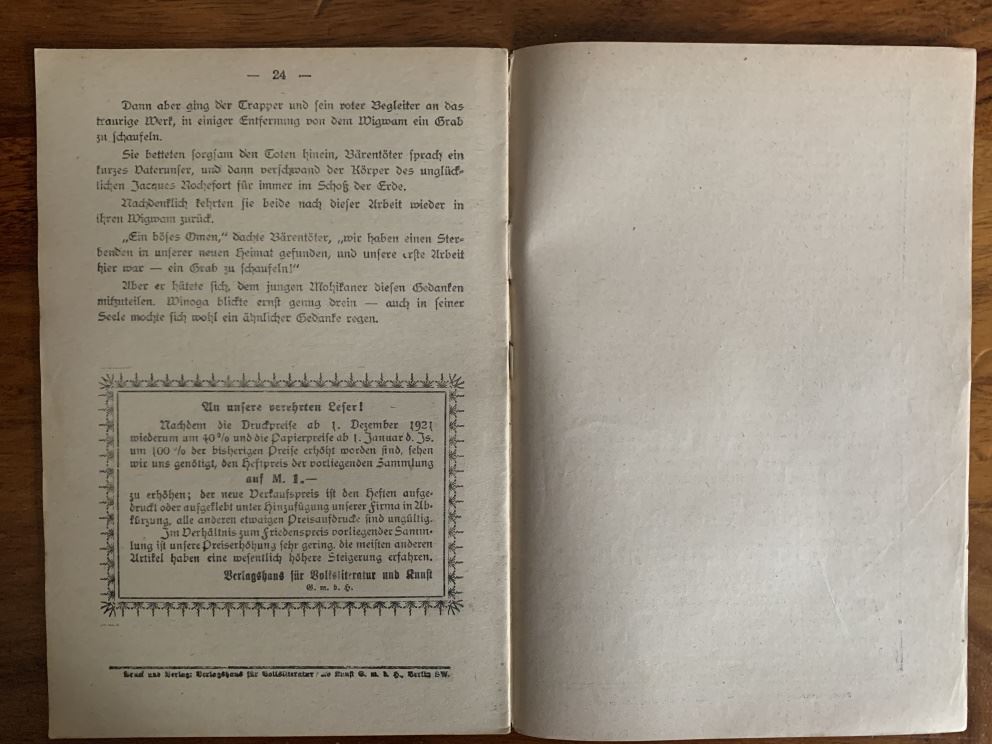 — 24 —
Dann aber ging der Trapper und sein roter Begleiter an das
traurige Werk, in einiger Entfernung von dem Wigwam ein Grab
zu schaufeln.
Sie betteten sorgsam den Toten hinein, Bärentöter sprach ein
kurzes Vaterunser, und dann verschwand der Körper des unglück-
lichen Jacques Rochefort für immer im Schoß der Erde.
Nachdenklich kehrten sie beide nach dieser Arbeit wieder in
ihren Wigwam zurück.
„Ein böses Omen,“ dachte Bärentöter, „wir haben einen Ster-
benden in unserer neuen Heimat gefunden, und unsere erste Arbeit
hier war — ein Grab zu schaufeln!“
Aber er hütete sich, dem jungen Mohikaner diesen Gedanken
mitzuteilen. Winoga blickte ernst genug drein — auch in seiner
Seele mochte sich wohl ein ähnlicher Gedanke regen.
An unsere verehrten Leser!
Nachdem die Druckpreise ab 1. Dezember 1921
wiederum um 40% und die Papierpreise ab 1. Januar d. Js.
um 100% der bisherigen Preise erhöht worden sind, sehen
wir uns genötigt, den Heftpreis der vorliegenden Sammlung
auf M. 1.—
zu erhöhen; der neue Verkaufspreis ist den Heften aufge-
druckt oder aufgeklebt unter Hinzufügung unserer Firma in Ab-
kürzung, alle anderen etwaigen Preisaufdrucke sind ungültig.
Im Verhältnis zum Friedenspreis vorliegender Samm-
lung ist unsere Preiserhöhung sehr gering, die meisten anderen
Artikel haben eine wesentlich höhere Steigerung erfahren.
Verlagshaus für Volksliteratur und Kunst
G. m. b. H.
Druck und Verlag: Verlagshaus für Volksliteratur und Kunst G. m. b. H., Berlin SW.